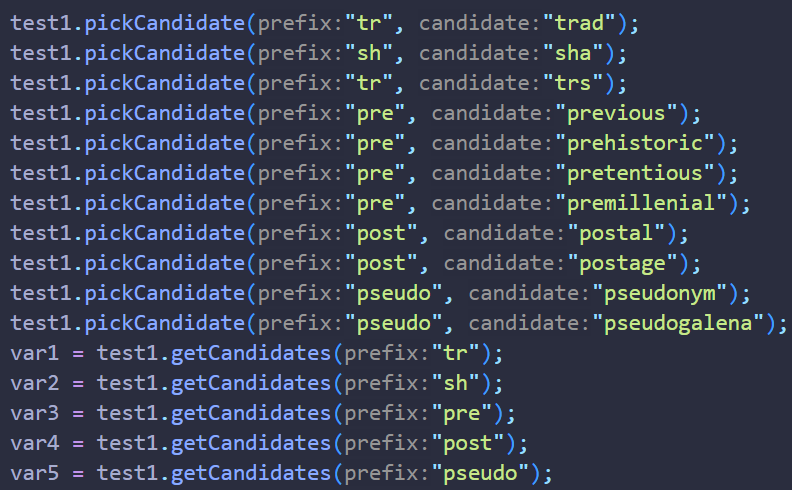 test1.pickCandidate(prefix:"tr", candidate:"trad");
test1.pickCandidate(prefix:"sh", candidate:"sha");
test1.pickCandidate(prefix:"tr", candidate:"trs");
test1.pickCandidate(prefix:"pre", candidate:"previous");
test1.pickCandidate(prefix:"pre", candidate:"prehistoric");
test1.pickCandidate(prefix:"pre", candidate:"pretentious");
test1.pickCandidate(prefix:"pre", candidate:"premillenial");
test1.pickCandidate(prefix:"post", candidate:"postal");
test1.pickCandidate(prefix:"post", candidate:"postage");
test1.pickCandidate(prefix:"pseudo", candidate:"pseudonym");
test1.pickCandidate(prefix:"pseudo", candidate:"pseudogalena");
var1 = test1.getCandidates(prefix:"tr");
var2 = test1.getCandidates(prefix:"sh");
var3 = test1.getCandidates(prefix:"pre");
var4 = test1.getCandidates(prefix:"post");
var5 = test1.getCandidates(prefix:"pseudo");